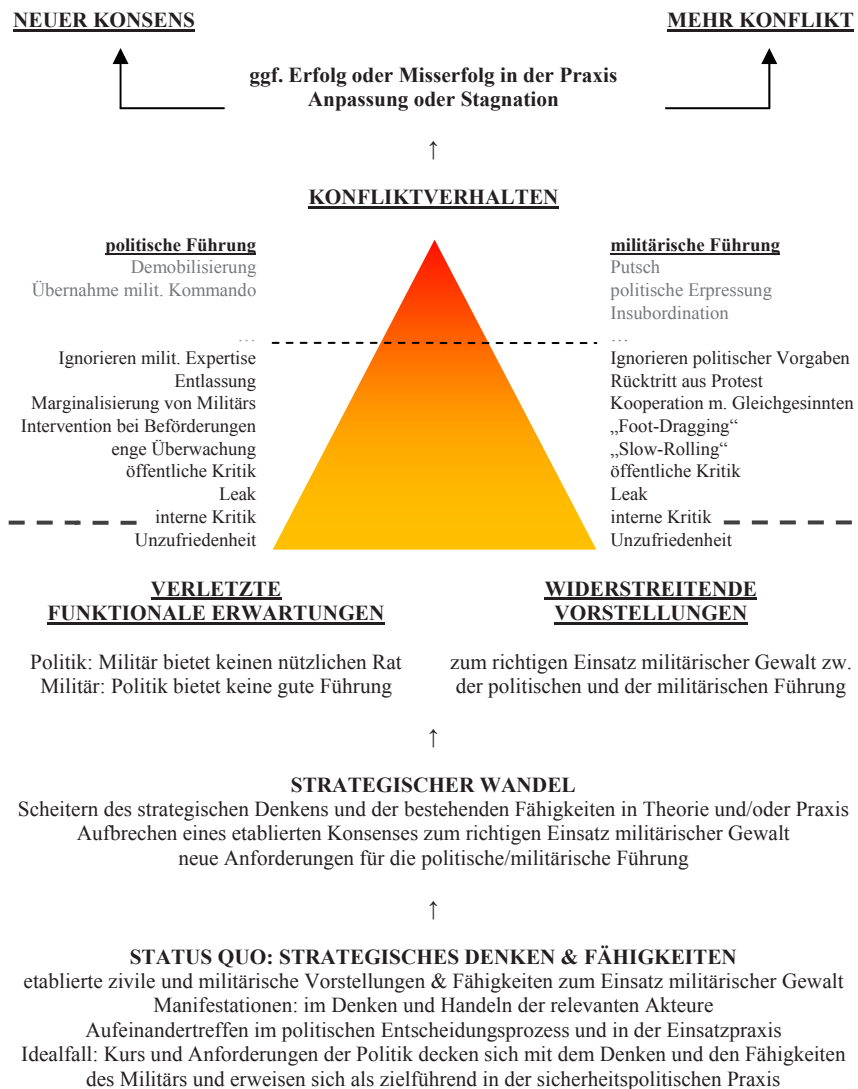 NEUER KONSENS
MEHR KONFLIKT
ggf. Erfolg oder Misserfolg in der Praxis
Anpassung oder Stagnation
↑
KONFLIKTVERHALTEN
politische Führung
Demobilisierung
Übernahme milit. Kommando
…
Ignorieren milit. Expertise
Entlassung
Marginalisierung von Militärs
Intervention bei Beförderungen
enge Überwachung
öffentliche Kritik
Leak
interne Kritik
Unzufriedenheit
militärische Führung
Putsch
politische Erpressung
Insubordination
…
Ignorieren politischer Vorgaben
Rücktritt aus Protest
Kooperation m. Gleichgesinnten
„Foot-Dragging“
„Slow-Rolling“
öffentliche Kritik
Leak
interne Kritik
Unzufriedenheit
VERLETZTE
FUNKTIONALE ERWARTUNGEN
Politik: Militär bietet keinen nützlichen Rat
Militär: Politik bietet keine gute Führung
WIDERSTREITENDE
VORSTELLUNGEN
zum richtigen Einsatz militärischer Gewalt zw.
der politischen und der militärischen Führung
↑
STRATEGISCHER WANDEL
Scheitern des strategischen Denkens und der bestehenden Fähigkeiten in Theorie und/oder Praxis
Aufbrechen eines etablierten Konsenses zum richtigen Einsatz militärischer Gewalt
neue Anforderungen für die politische/militärische Führung
↑
STATUS QUO: STRATEGISCHES DENKEN & FÄHIGKEITEN
etablierte zivile und militärische Vorstellungen & Fähigkeiten zum Einsatz militärischer Gewalt
Manifestationen: im Denken und Handeln der relevanten Akteure
Aufeinandertreffen im politischen Entscheidungsprozess und in der Einsatzpraxis
Idealfall: Kurs und Anforderungen der Politik decken sich mit dem Denken und den Fähigkeiten
des Militärs und erweisen sich als zielführend in der sicherheitspolitischen Praxis